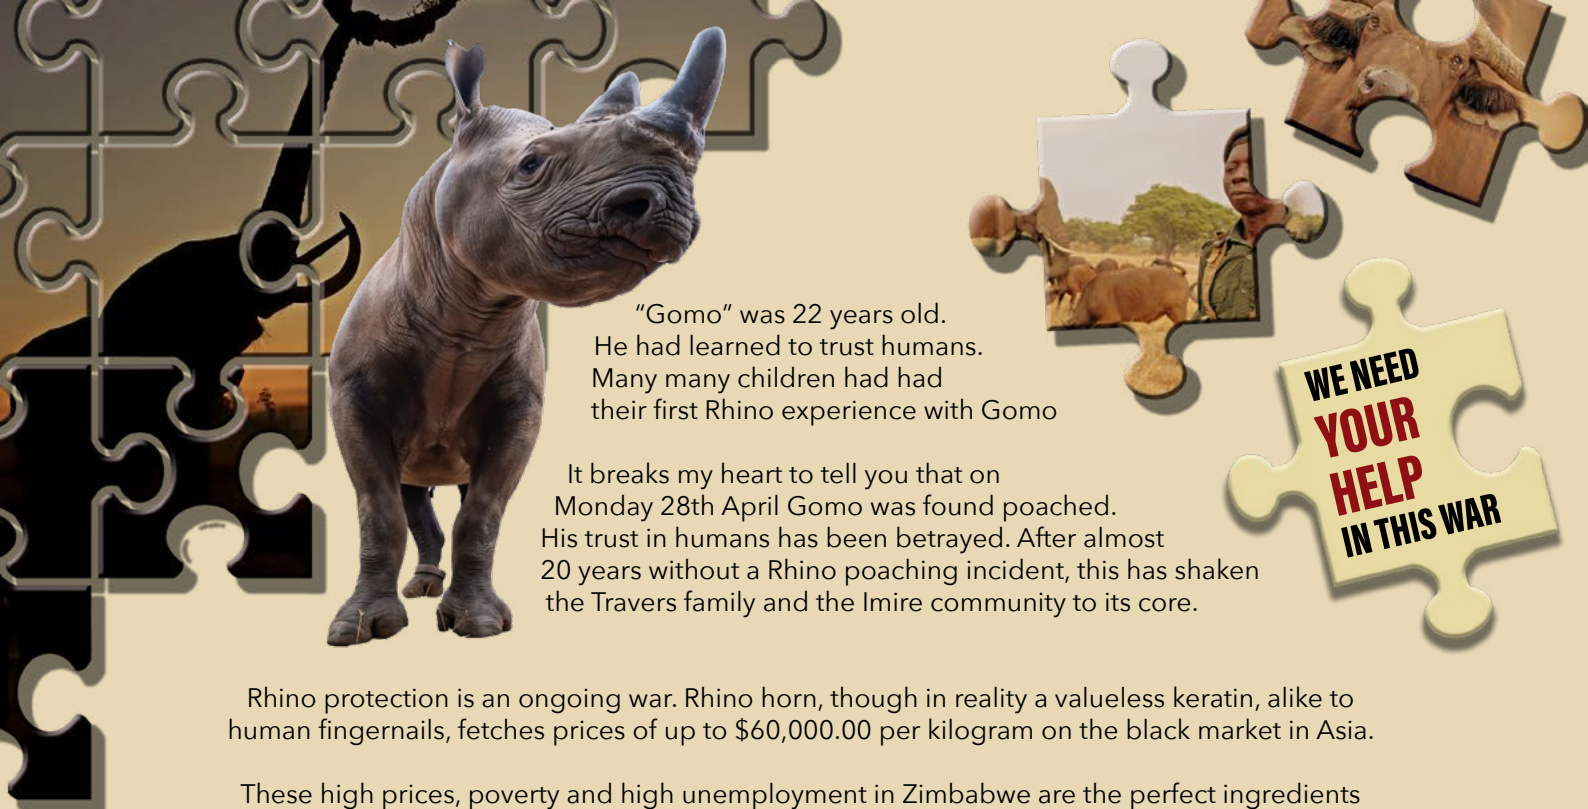 “Gomo” was 22 years old.
He had learned to trust humans.
Many many children had had
their first Rhino experience with Gomo
It breaks my heart to tell you that on
Monday 28th April Gomo was found poached.
His trust in humans has been betrayed. After almost
20 years without a Rhino poaching incident, this has shaken
the Travers family and the Imire community to its core.
WE NEED
YOUR
HELP
IN THIS WAR
Rhino protection is an ongoing war. Rhino horn, though in reality a valueless keratin, alike to
human fingernails, fetches prices of up to $60,000.00 per kilogram on the black market in Asia.
These high prices, poverty and high unemployment in Zimbabwe are the perfect ingredients